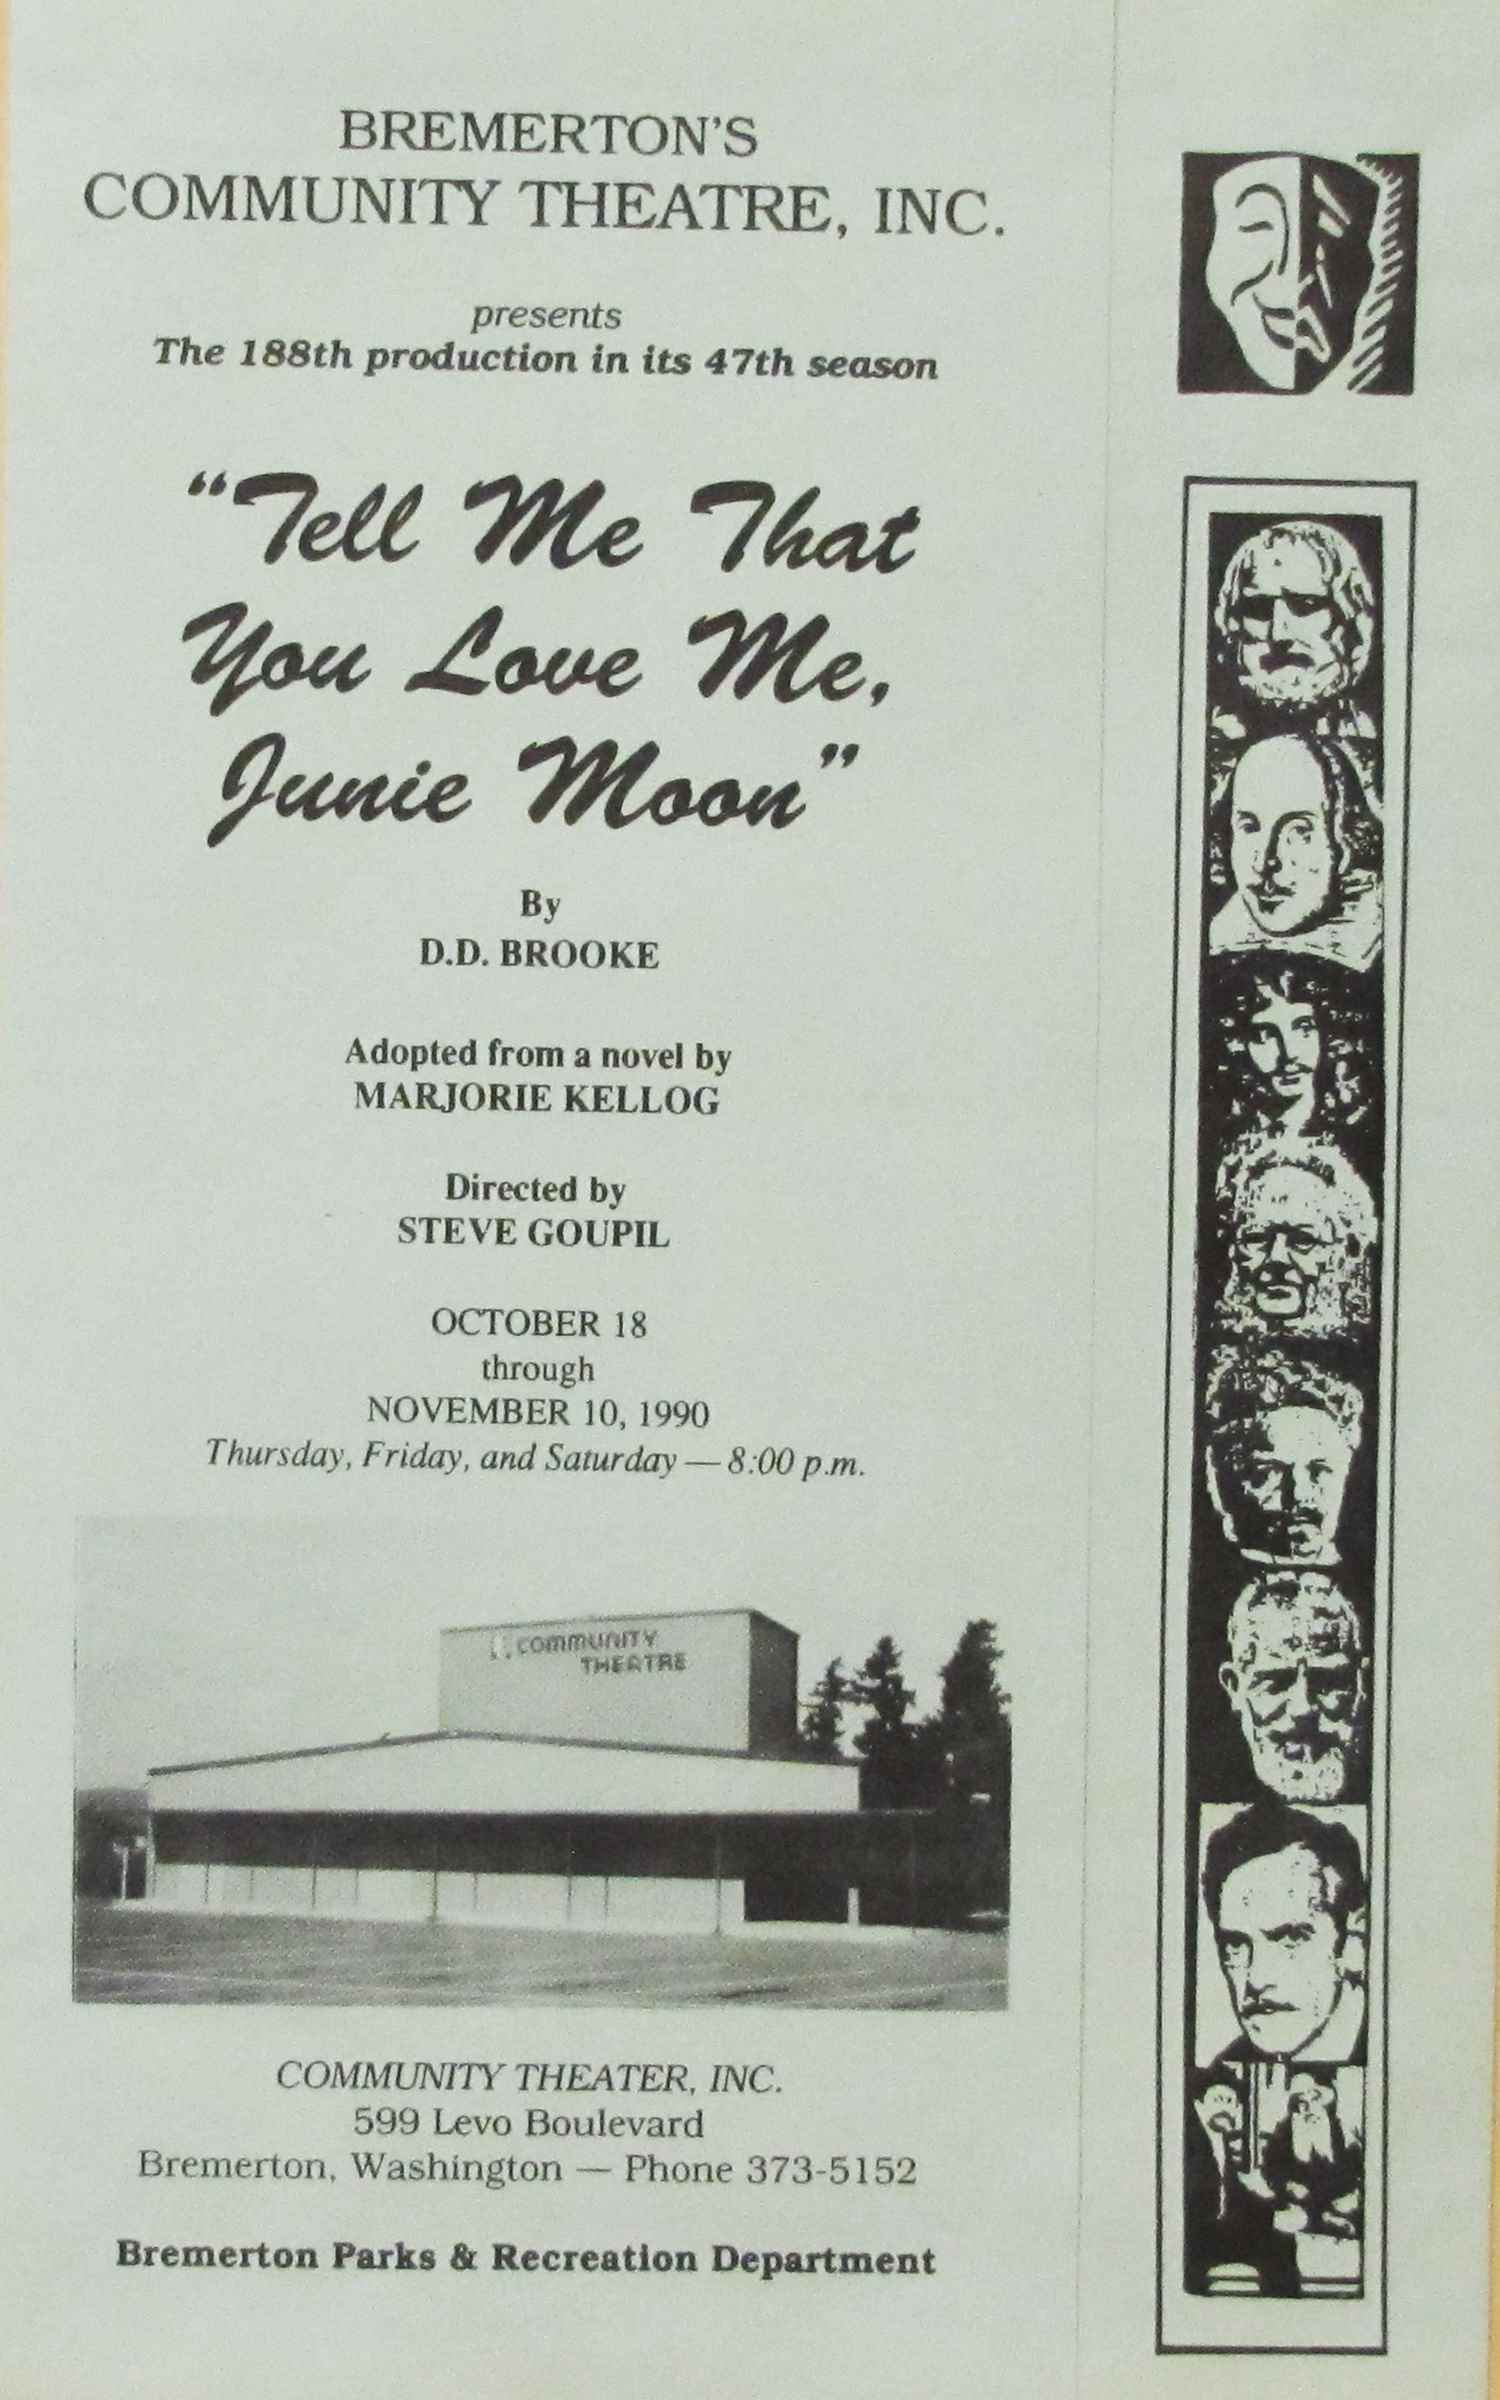 BREMERTON'S
COMMUNITY THEATRE, INC.
presents
The 188th production in its 47th season
“Tell Me That
You Love Me,
Junie Moon”
By
D.D. BROOKE
Adopted from a novel by
MARJORIE KELLOG
Directed by
STEVE GOUPIL
OCTOBER 18
through
NOVEMBER 10, 1990
Thursday, Friday, and Saturday — 8:00 p.m.
COMMUNITY
THEATRE
COMMUNITY THEATER, INC.
599 Levo Boulevard
Bremerton, Washington — Phone 373-5152
Bremerton Parks & Recreation Department